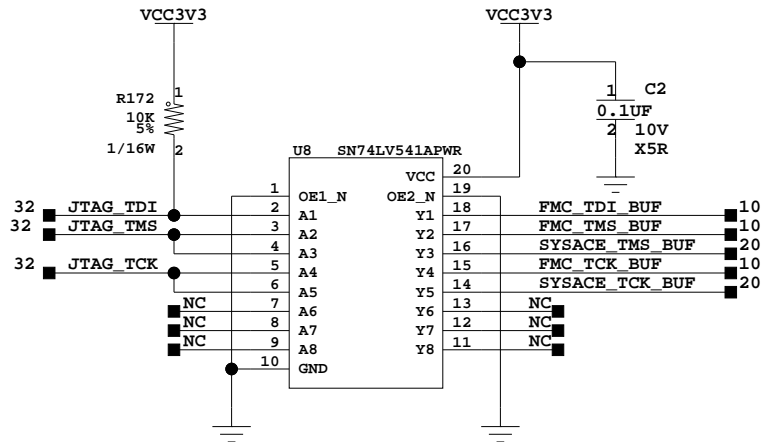 VCC3V3
VCC3V3
R172
1
10K
5%
1/16W
2
1
C2
0.1UF
2
10V
X5R
U8 SN74LV541APWR
VCC 20
1 OE1_N OE2_N 19
32 JTAG_TDI 2 A1 Y1 18 FMC_TDI_BUF 10
32 JTAG_TMS 3 A2 Y2 17 FMC_TMS_BUF 10
4 A3 Y3 16 SYSACE_TMS_BUF 20
32 JTAG_TCK 5 A4 Y4 15 FMC_TCK_BUF 10
6 A5 Y5 14 SYSACE_TCK_BUF 20
NC 7 A6 Y6 13 NC
NC 8 A7 Y7 12 NC
NC 9 A8 Y8 11 NC
10 GND